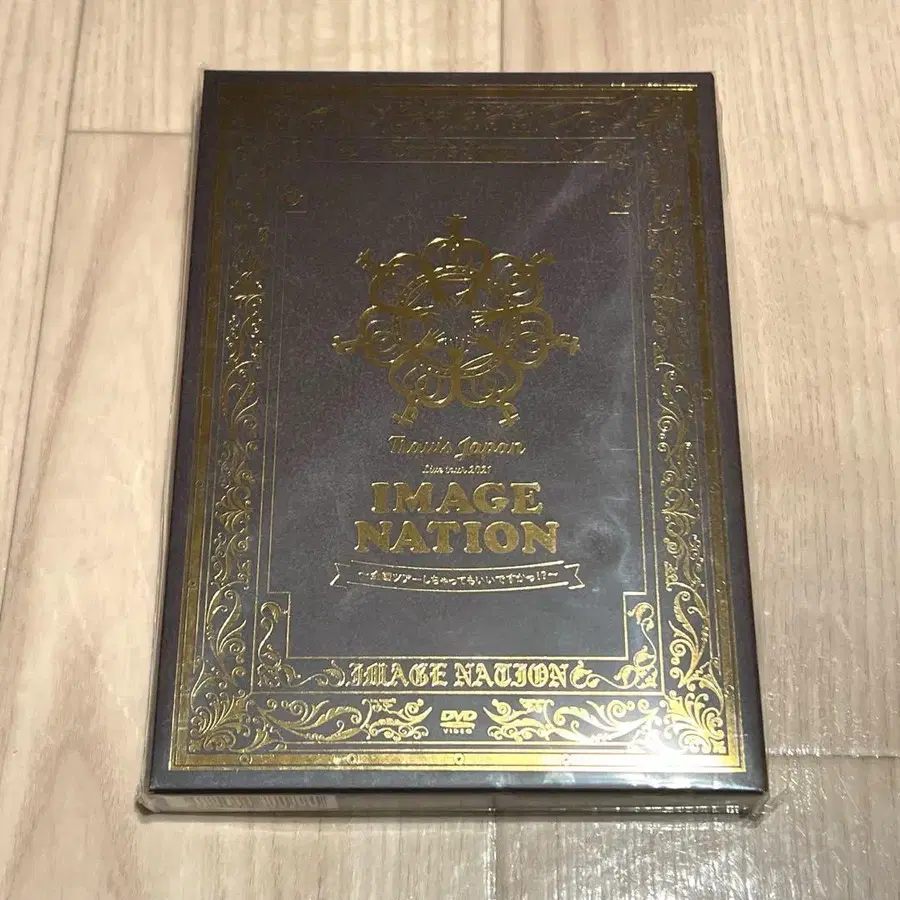 Travis Japan
Live tour 2021
IMAGE
NATION
〜全国ツアーしちゃってもいいですかっ!?〜
IMAGE NATION
DVD
VIDEO